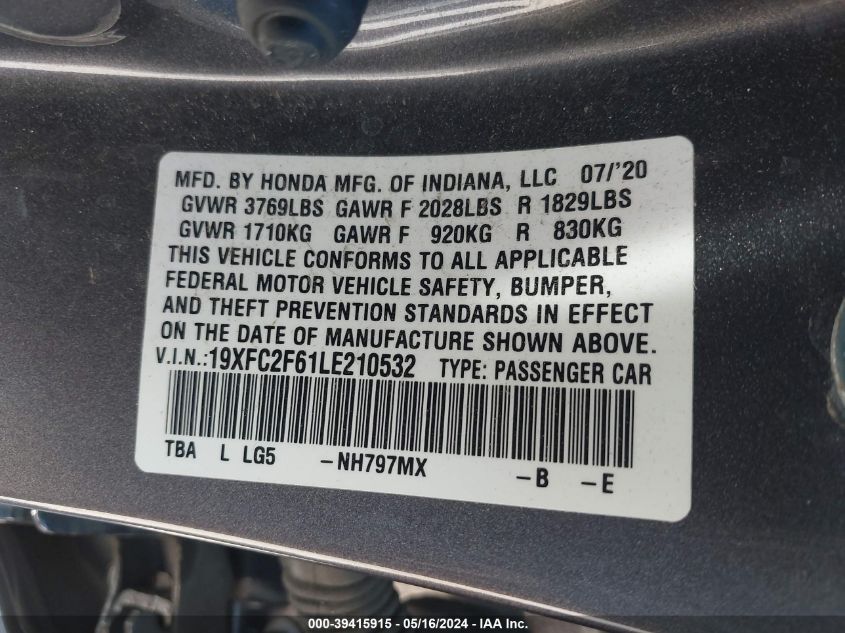 MFD. BY HONDA MFG. OF INDIANA, LLC 07/'20
GVWR 3769LBS GAWR F 2028LBS R 1829LBS
GVWR 1710KG GAWR F 920KG R 830KG
THIS VEHICLE CONFORMS TO ALL APPLICABLE
FEDERAL MOTOR VEHICLE SAFETY, BUMPER,
AND THEFT PREVENTION STANDARDS IN EFFECT
ON THE DATE OF MANUFACTURE SHOWN ABOVE.
V.I.N.:19XFC2F61LE210532 TYPE: PASSENGER CAR
TBA L LG5 -NH797MX -B -E
000-39415915 - 05/16/2024 - IAA Inc.